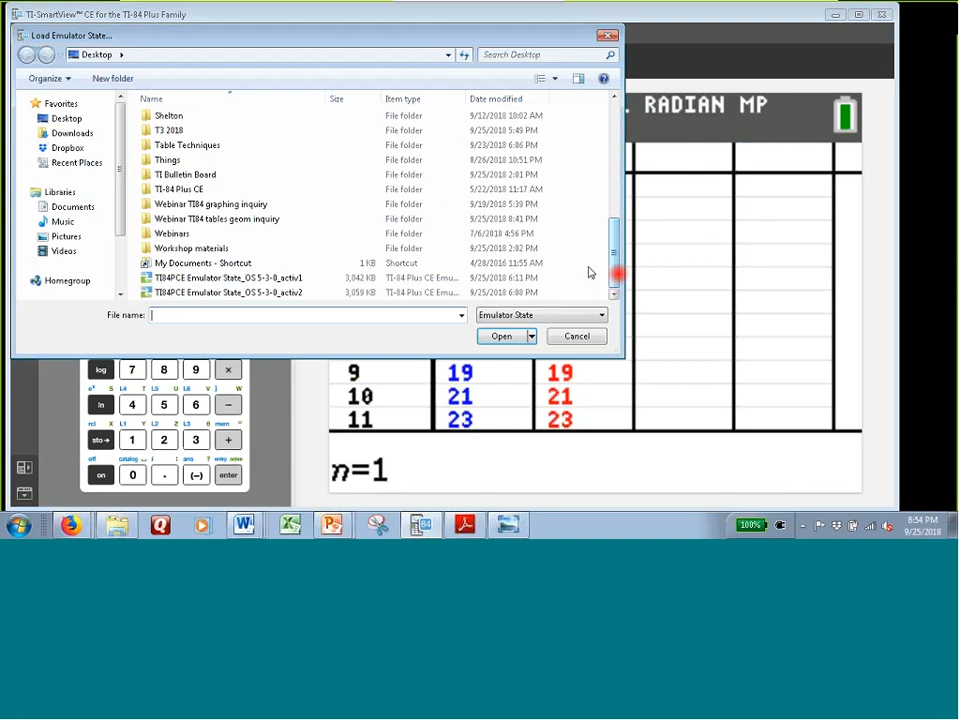 TI-SmartView™ CE for the TI-84 Plus Family
Load Emulator State...
Desktop
Search Desktop
Organize New folder
Name Size Item type Date modified
Favorites
Desktop
Downloads
Dropbox
Recent Places
Libraries
Documents
Music
Pictures
Videos
Homegroup
Shelton File folder 9/12/2018 10:02 AM
T3 2018 File folder 9/25/2018 5:49 PM
Table Techniques File folder 9/23/2018 6:06 PM
Things File folder 8/26/2018 10:51 PM
TI Bulletin Board File folder 9/25/2018 2:01 PM
TI-84 Plus CE File folder 5/22/2018 11:17 AM
Webinar TI84 graphing inquiry File folder 9/19/2018 5:39 PM
Webinar TI84 tables geom inquiry File folder 9/25/2018 8:41 PM
Webinars File folder 7/6/2018 4:56 PM
Workshop materials File folder 9/25/2018 2:02 PM
My Documents - Shortcut 1 KB Shortcut 4/28/2016 11:55 AM
TI84PCE Emulator State_OS 5-3-0_activ1 3,042 KB TI-84 Plus CE Emu... 9/25/2018 6:11 PM
TI84PCE Emulator State_OS 5-3-0_activ2 3,059 KB TI-84 Plus CE Emu... 9/25/2018 6:08 PM
File name: Emulator State
Open Cancel
RADIAN MP
9 19 19
10 21 21
11 23 23
n=1
log 7 8 9 ×
L4 T L5 U L6 V ] W
ln 4 5 6 −
rcl X L1 Y L2 Z L3 θ mem "
sto→ 1 2 3 +
off catalog i : ans ?
on 0 . (−) enter
W P 84
100%
8:54 PM
9/25/2018